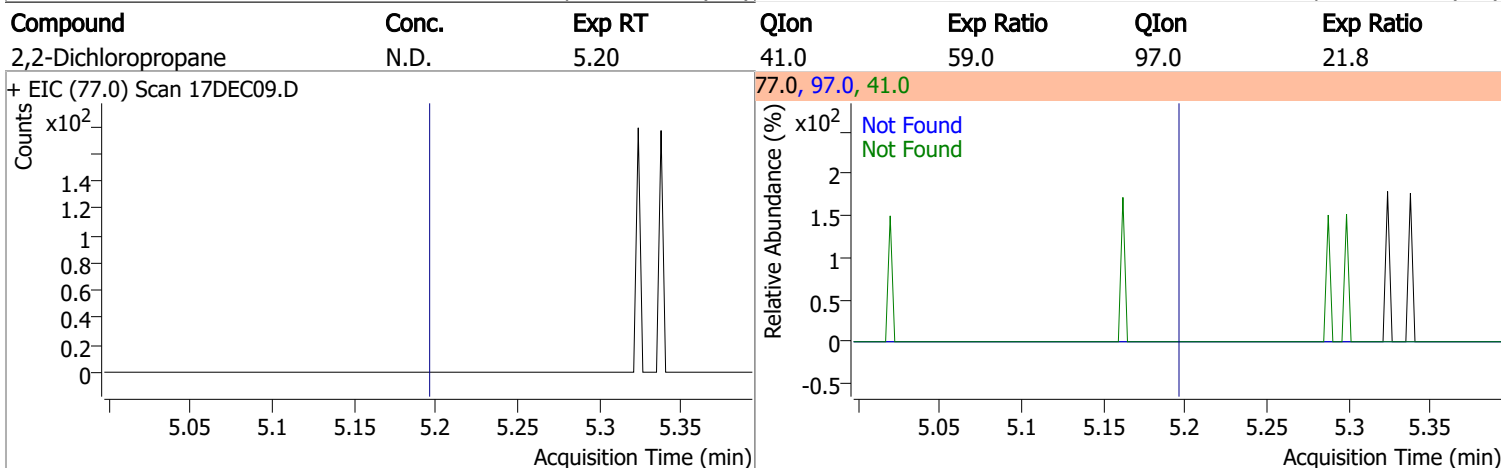 Compound Conc. Exp RT QIon Exp Ratio QIon Exp Ratio
2,2-Dichloropropane N.D. 5.20 41.0 59.0 97.0 21.8
+ EIC (77.0) Scan 17DEC09.D
Counts
x10²
1.4
1.2
1
0.8
0.6
0.4
0.2
0
5.05 5.1 5.15 5.2 5.25 5.3 5.35
Acquisition Time (min)
77.0, 97.0, 41.0
Relative Abundance (%)
x10²
Not Found
Not Found
2
1.5
1
0.5
0
-0.5
5.05 5.1 5.15 5.2 5.25 5.3 5.35
Acquisition Time (min)